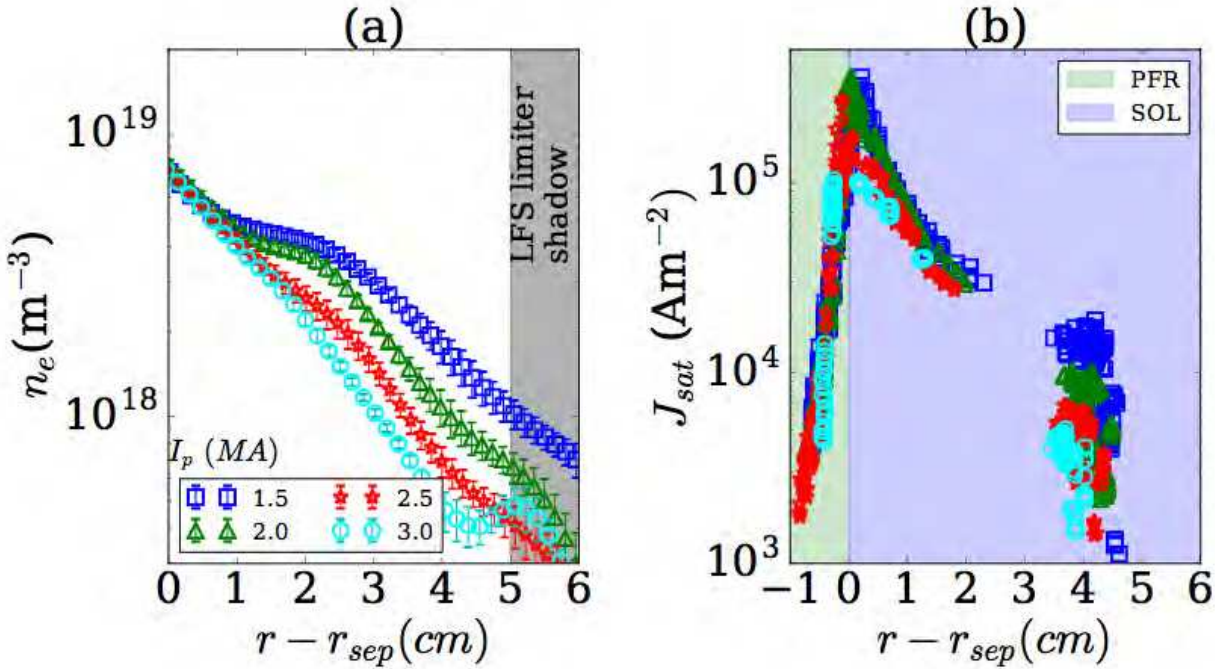 (a)
10^19
10^18
n_e(m^−3)
LFS limiter
shadow
I_p (MA)
1.5
2.5
2.0
3.0
0 1 2 3 4 5 6
r − r_sep(cm)
(b)
PFR
SOL
10^5
10^4
10^3
J_sat (Am^−2)
−1 0 1 2 3 4 5 6
r − r_sep(cm)